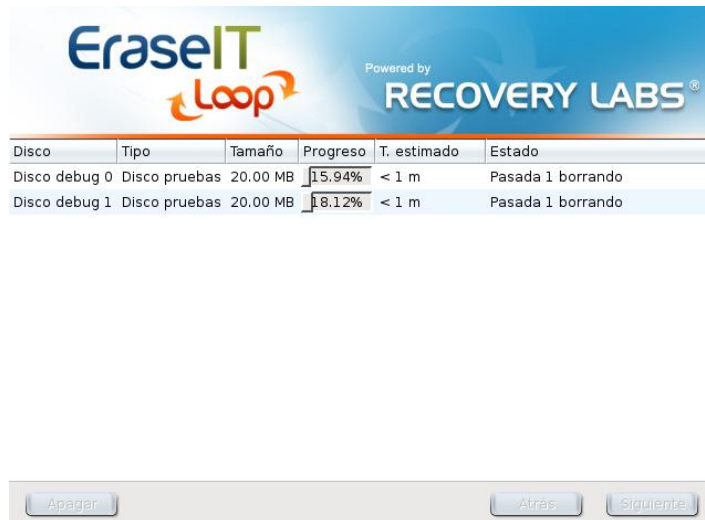 EraseIT
Loop
Powered by
RECOVERY LABS®
Disco Tipo Tamaño Progreso T. estimado Estado
Disco debug 0 Disco pruebas 20.00 MB 15.94% < 1 m Pasada 1 borrando
Disco debug 1 Disco pruebas 20.00 MB 18.12% < 1 m Pasada 1 borrando
Apagar Atrás Siguiente